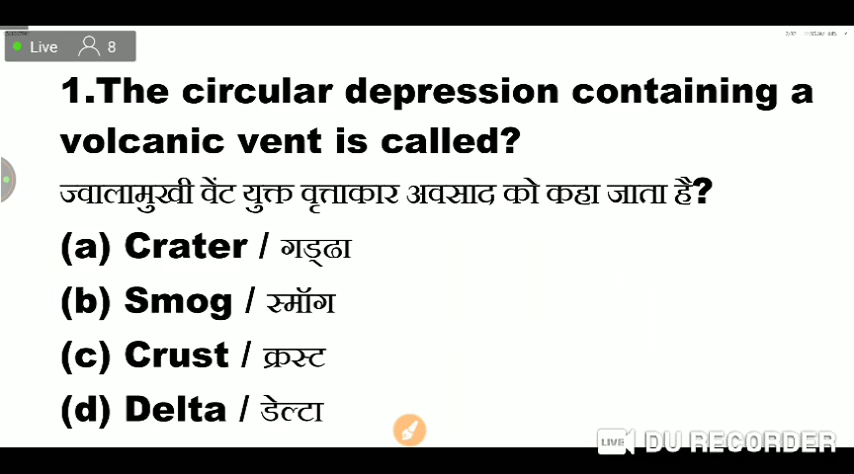 Live 8
1.The circular depression containing a
volcanic vent is called?
ज्वालामुखी वेंट युक्त वृत्ताकार अवसाद को कहा जाता है?
(a) Crater / गड्ढा
(b) Smog / स्मॉग
(c) Crust / क्रस्ट
(d) Delta / डेल्टा
LIVE DU RECORDER